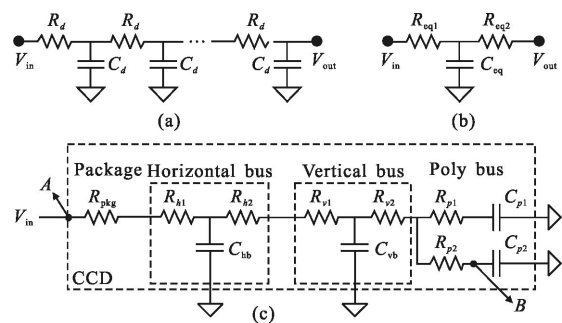 R_d R_d ... R_d
V_in C_d C_d C_d V_out
(a)
R_eq1 R_eq2
V_in C_eq V_out
(b)
Package Horizontal bus Vertical bus Poly bus
A R_pkg R_h1 R_h2 R_v1 R_v2 R_p1 C_p1
V_in
C_hb C_vb R_p2 C_p2
CCD B
(c)